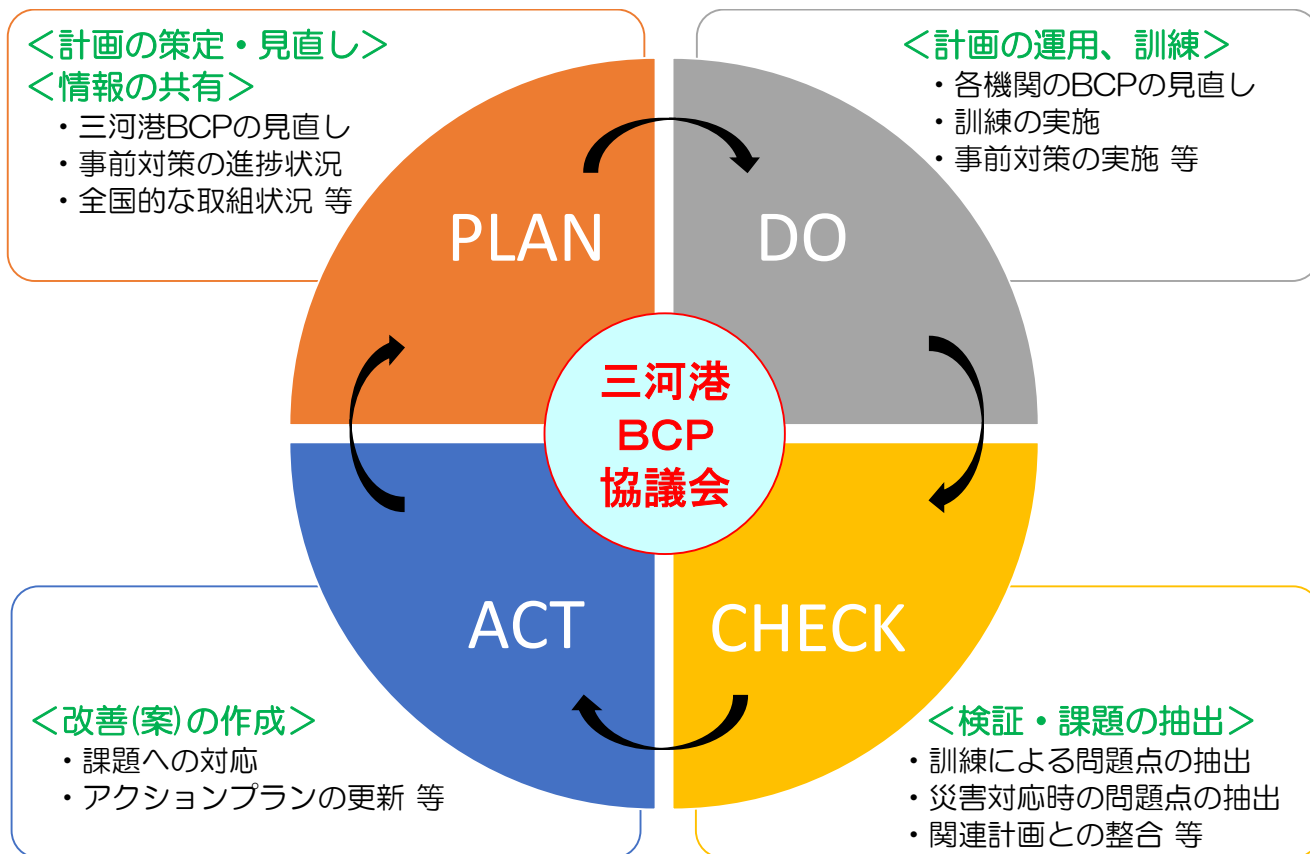 ＜計画の策定・見直し＞
＜情報の共有＞
・三河港BCPの見直し
・事前対策の進捗状況
・全国的な取組状況 等
PLAN
＜計画の運用、訓練＞
・各機関のBCPの見直し
・訓練の実施
・事前対策の実施 等
DO
三河港
BCP
協議会
ACT
＜改善(案)の作成＞
・課題への対応
・アクションプランの更新 等
CHECK
＜検証・課題の抽出＞
・訓練による問題点の抽出
・災害対応時の問題点の抽出
・関連計画との整合 等